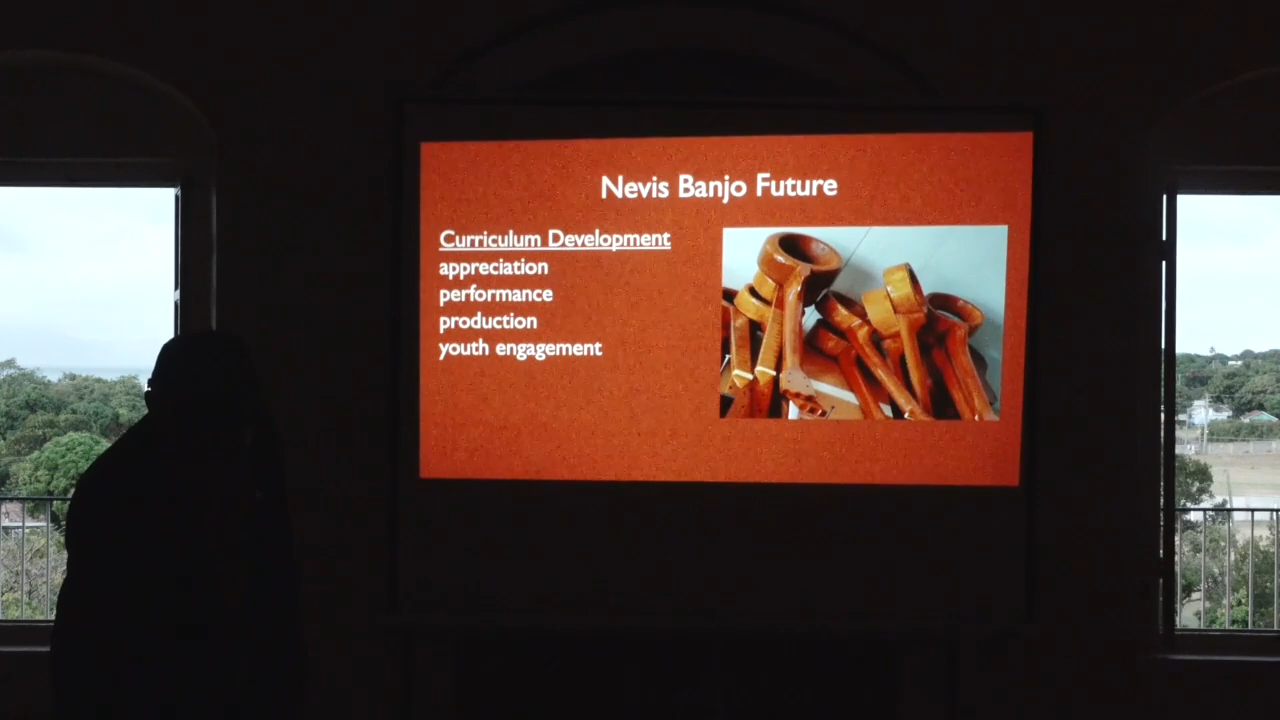 Nevis Banjo Future
Curriculum Development
appreciation
performance
production
youth engagement